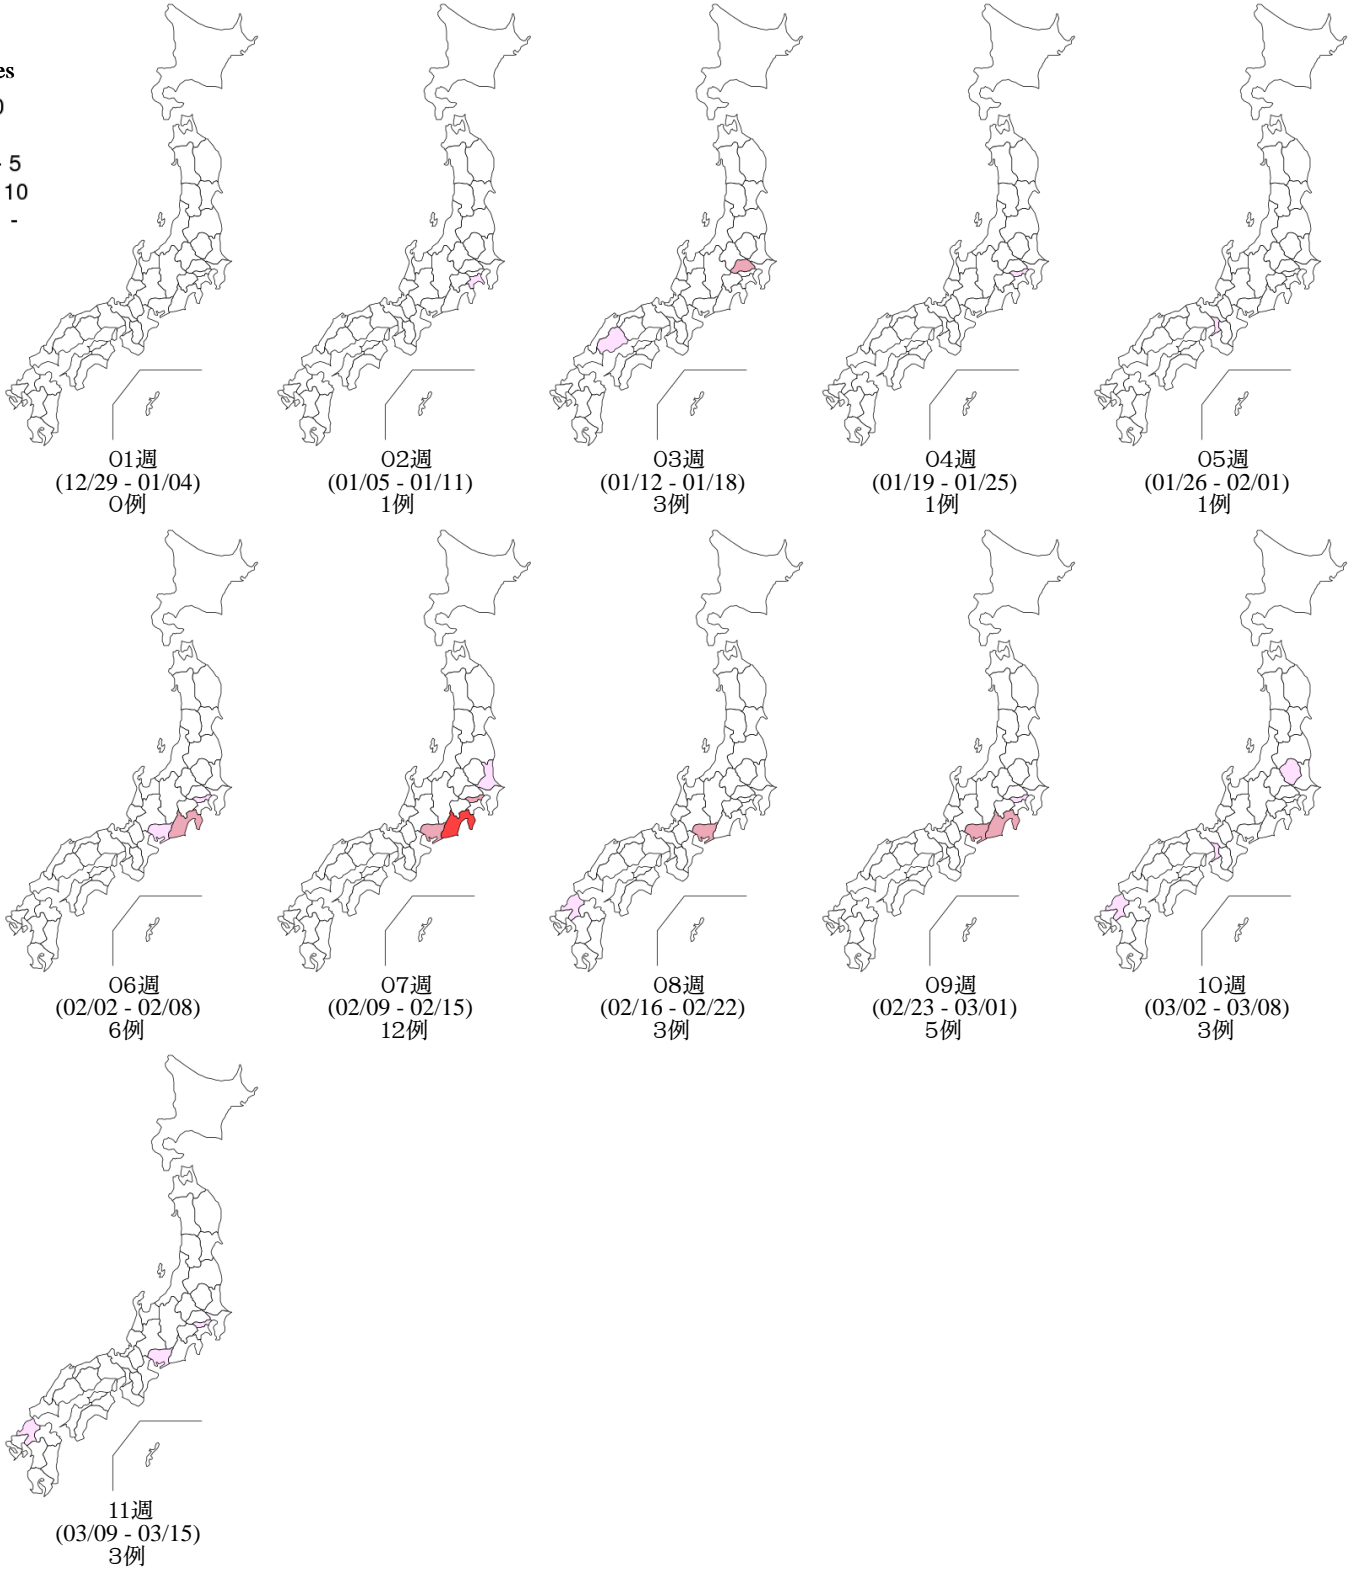 es
0
- 5
10
-
01週
(12/29 - 01/04)
0例
02週
(01/05 - 01/11)
1例
03週
(01/12 - 01/18)
3例
04週
(01/19 - 01/25)
1例
05週
(01/26 - 02/01)
1例
06週
(02/02 - 02/08)
6例
07週
(02/09 - 02/15)
12例
08週
(02/16 - 02/22)
3例
09週
(02/23 - 03/01)
5例
10週
(03/02 - 03/08)
3例
11週
(03/09 - 03/15)
3例